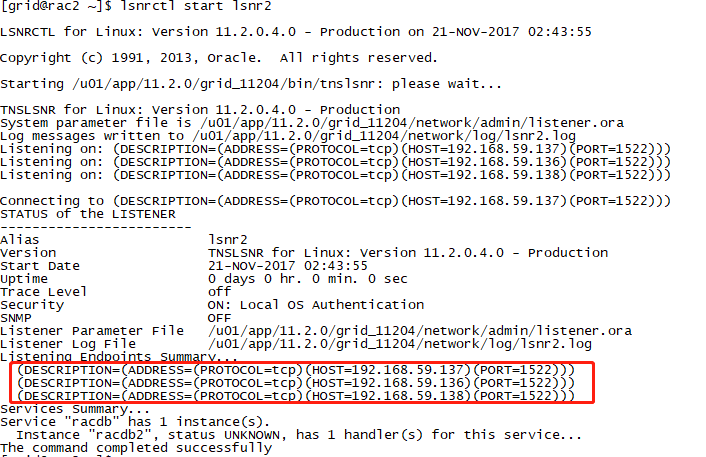 [grid@rac2 ~]$ lsnrctl start lsnr2
LSNRCTL for Linux: Version 11.2.0.4.0 - Production on 21-NOV-2017 02:43:55
Copyright (c) 1991, 2013, Oracle.  All rights reserved.
Starting /u01/app/11.2.0/grid_11204/bin/tnslsnr: please wait...
TNSLSNR for Linux: Version 11.2.0.4.0 - Production
System parameter file is /u01/app/11.2.0/grid_11204/network/admin/listener.ora
Log messages written to /u01/app/11.2.0/grid_11204/network/log/lsnr2.log
Listening on: (DESCRIPTION=(ADDRESS=(PROTOCOL=tcp)(HOST=192.168.59.137)(PORT=1522)))
Listening on: (DESCRIPTION=(ADDRESS=(PROTOCOL=tcp)(HOST=192.168.59.136)(PORT=1522)))
Listening on: (DESCRIPTION=(ADDRESS=(PROTOCOL=tcp)(HOST=192.168.59.138)(PORT=1522)))
Connecting to (DESCRIPTION=(ADDRESS=(PROTOCOL=tcp)(HOST=192.168.59.137)(PORT=1522)))
STATUS of the LISTENER
------------------------
Alias                     lsnr2
Version                   TNSLSNR for Linux: Version 11.2.0.4.0 - Production
Start Date                21-NOV-2017 02:43:55
Uptime                    0 days 0 hr. 0 min. 0 sec
Trace Level               off
Security                  ON: Local OS Authentication
SNMP                      OFF
Listener Parameter File   /u01/app/11.2.0/grid_11204/network/admin/listener.ora
Listener Log File         /u01/app/11.2.0/grid_11204/network/log/lsnr2.log
Listening Endpoints Summary...
  (DESCRIPTION=(ADDRESS=(PROTOCOL=tcp)(HOST=192.168.59.137)(PORT=1522)))
  (DESCRIPTION=(ADDRESS=(PROTOCOL=tcp)(HOST=192.168.59.136)(PORT=1522)))
  (DESCRIPTION=(ADDRESS=(PROTOCOL=tcp)(HOST=192.168.59.138)(PORT=1522)))
Services Summary...
Service "racdb" has 1 instance(s).
  Instance "racdb2", status UNKNOWN, has 1 handler(s) for this service...
The command completed successfully